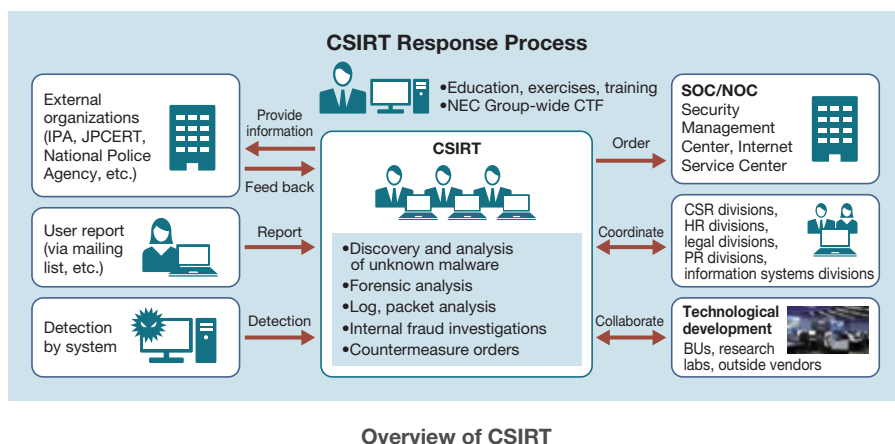 CSIRT Response Process
External
organizations
(IPA, JPCERT,
National Police
Agency, etc.)
Provide
information
Feed back
•Education, exercises, training
•NEC Group-wide CTF
SOC/NOC
Security
Management
Center, Internet
Service Center
Order
CSIRT
User report
(via mailing
list, etc.)
Report
•Discovery and analysis
of unknown malware
•Forensic analysis
•Log, packet analysis
•Internal fraud investigations
•Countermeasure orders
Coordinate
CSR divisions,
HR divisions,
legal divisions,
PR divisions,
information systems divisions
Detection
by system
Detection
Collaborate
Technological
development
BUs, research
labs, outside vendors
Overview of CSIRT